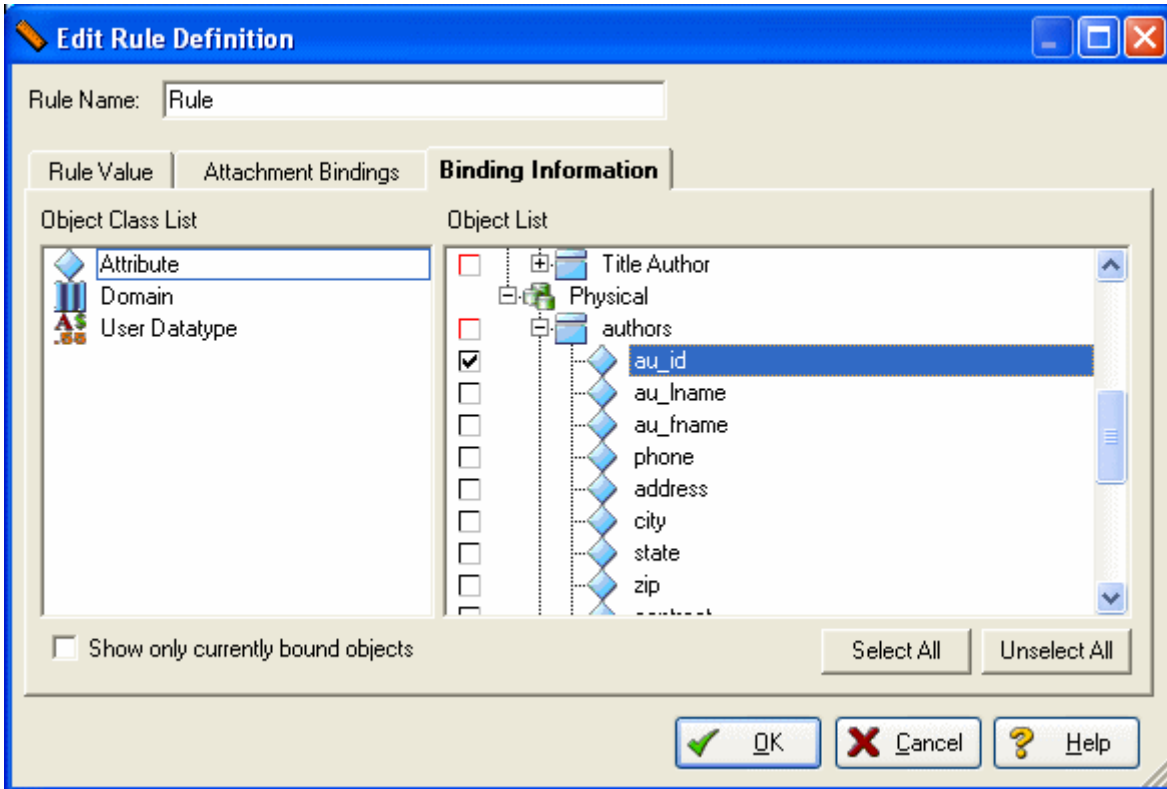 Edit Rule Definition
Rule Name: Rule
Rule Value Attachment Bindings Binding Information
Object Class List Object List
Attribute
Domain
User Datatype
Title Author
Physical
authors
au_id
au_lname
au_fname
phone
address
city
state
zip
Show only currently bound objects
Select All Unselect All
OK Cancel Help